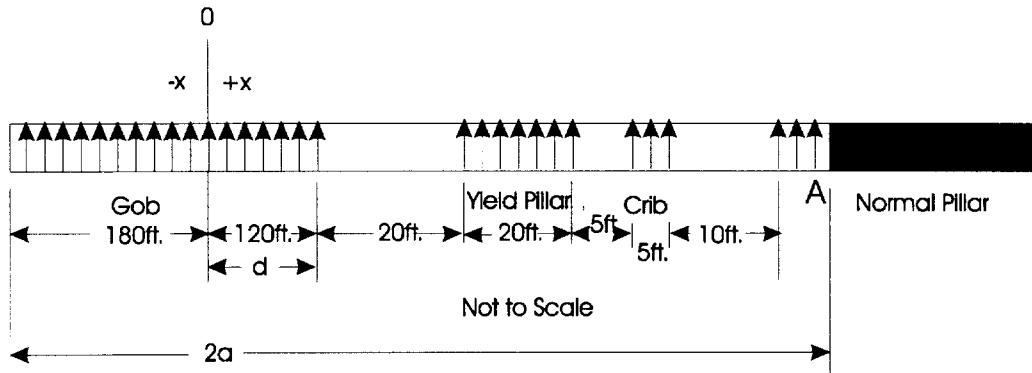 0
-x +x
A
Gob Yield Pillar Crib Normal Pillar
180ft. 120ft. 20ft. 20ft. 5ft. 5ft. 10ft.
d
Not to Scale
2a